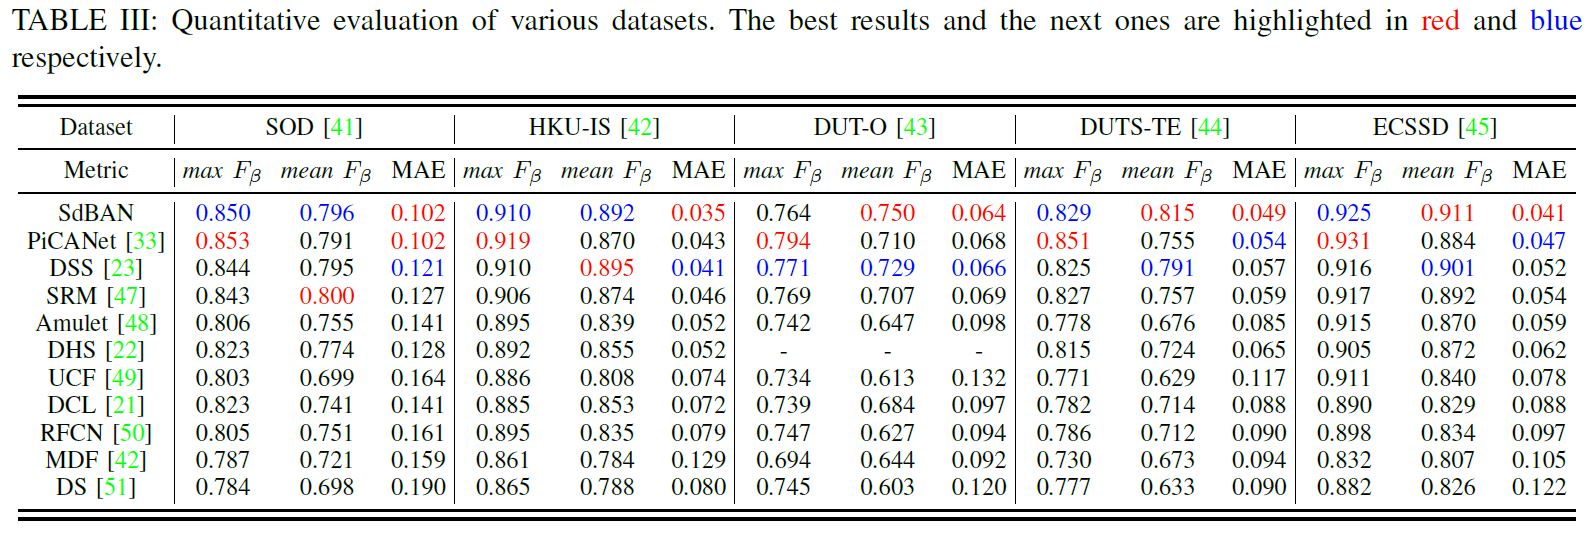 TABLE III: Quantitative evaluation of various datasets. The best results and the next ones are highlighted in red and blue
respectively.
Dataset SOD [41] HKU-IS [42] DUT-O [43] DUTS-TE [44] ECSSD [45]
Metric max Fβ mean Fβ MAE max Fβ mean Fβ MAE max Fβ mean Fβ MAE max Fβ mean Fβ MAE max Fβ mean Fβ MAE
SdBAN 0.850 0.796 0.102 0.910 0.892 0.035 0.764 0.750 0.064 0.829 0.815 0.049 0.925 0.911 0.041
PiCANet [33] 0.853 0.791 0.102 0.919 0.870 0.043 0.794 0.710 0.068 0.851 0.755 0.054 0.931 0.884 0.047
DSS [23] 0.844 0.795 0.121 0.910 0.895 0.041 0.771 0.729 0.066 0.825 0.791 0.057 0.916 0.901 0.052
SRM [47] 0.843 0.800 0.127 0.906 0.874 0.046 0.769 0.707 0.069 0.827 0.757 0.059 0.917 0.892 0.054
Amulet [48] 0.806 0.755 0.141 0.895 0.839 0.052 0.742 0.647 0.098 0.778 0.676 0.085 0.915 0.870 0.059
DHS [22] 0.823 0.774 0.128 0.892 0.855 0.052 - - - 0.815 0.724 0.065 0.905 0.872 0.062
UCF [49] 0.803 0.699 0.164 0.886 0.808 0.074 0.734 0.613 0.132 0.771 0.629 0.117 0.911 0.840 0.078
DCL [21] 0.823 0.741 0.141 0.885 0.853 0.072 0.739 0.684 0.097 0.782 0.714 0.088 0.890 0.829 0.088
RFCN [50] 0.805 0.751 0.161 0.895 0.835 0.079 0.747 0.627 0.094 0.786 0.712 0.090 0.898 0.834 0.097
MDF [42] 0.787 0.721 0.159 0.861 0.784 0.129 0.694 0.644 0.092 0.730 0.673 0.094 0.832 0.807 0.105
DS [51] 0.784 0.698 0.190 0.865 0.788 0.080 0.745 0.603 0.120 0.777 0.633 0.090 0.882 0.826 0.122